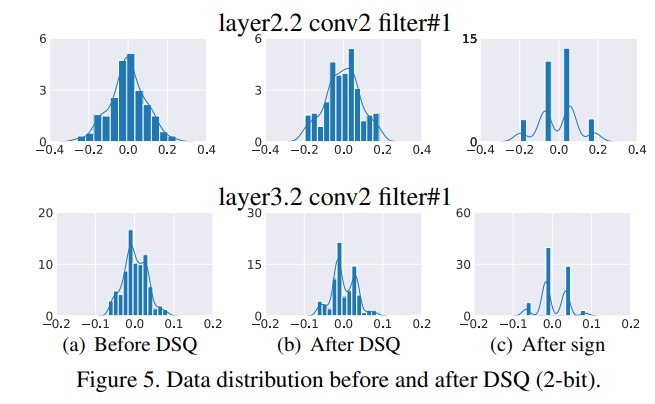 layer2.2 conv2 filter#1
6
3
0
−0.4 −0.2 0.0 0.2 0.4
6
3
0
−0.4 −0.2 0.0 0.2 0.4
15
0
−0.4 −0.2 0.0 0.2 0.4
layer3.2 conv2 filter#1
20
10
0
−0.2 −0.1 0.0 0.1 0.2
30
15
0
−0.2 −0.1 0.0 0.1 0.2
60
30
0
−0.2 −0.1 0.0 0.1 0.2
(a) Before DSQ
(b) After DSQ
(c) After sign
Figure 5. Data distribution before and after DSQ (2-bit).